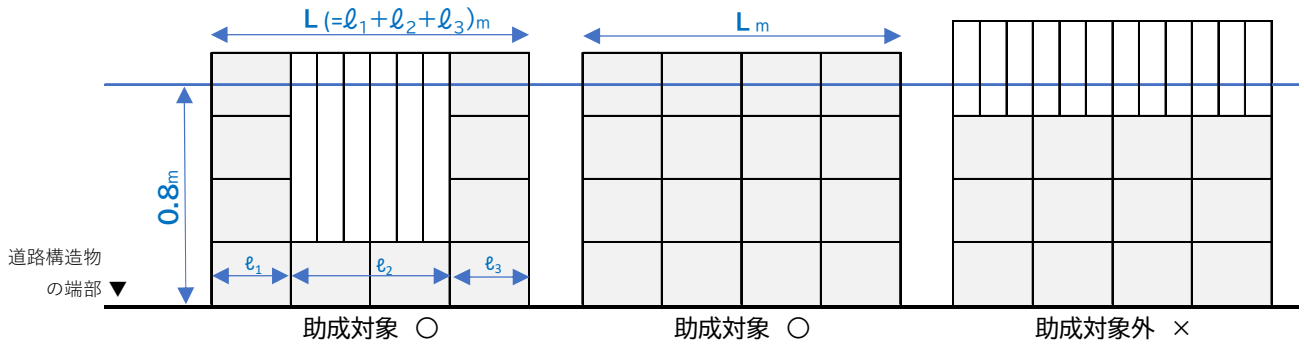 L (=ℓ₁+ℓ₂+ℓ₃)m
L m
0.8m
道路構造物
の端部 ▼
ℓ₁
ℓ₂
ℓ₃
助成対象 ○
助成対象 ○
助成対象外 ×